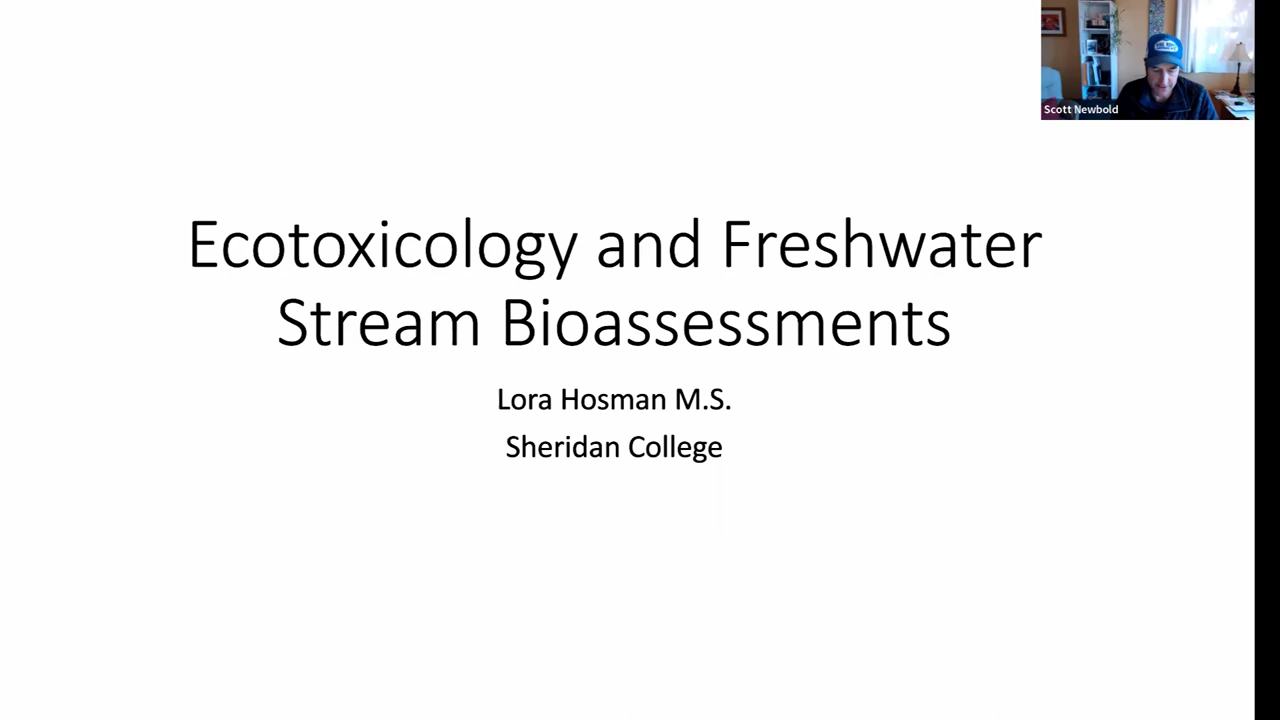 Scott Newbold
Ecotoxicology and Freshwater
Stream Bioassessments
Lora Hosman M.S.
Sheridan College